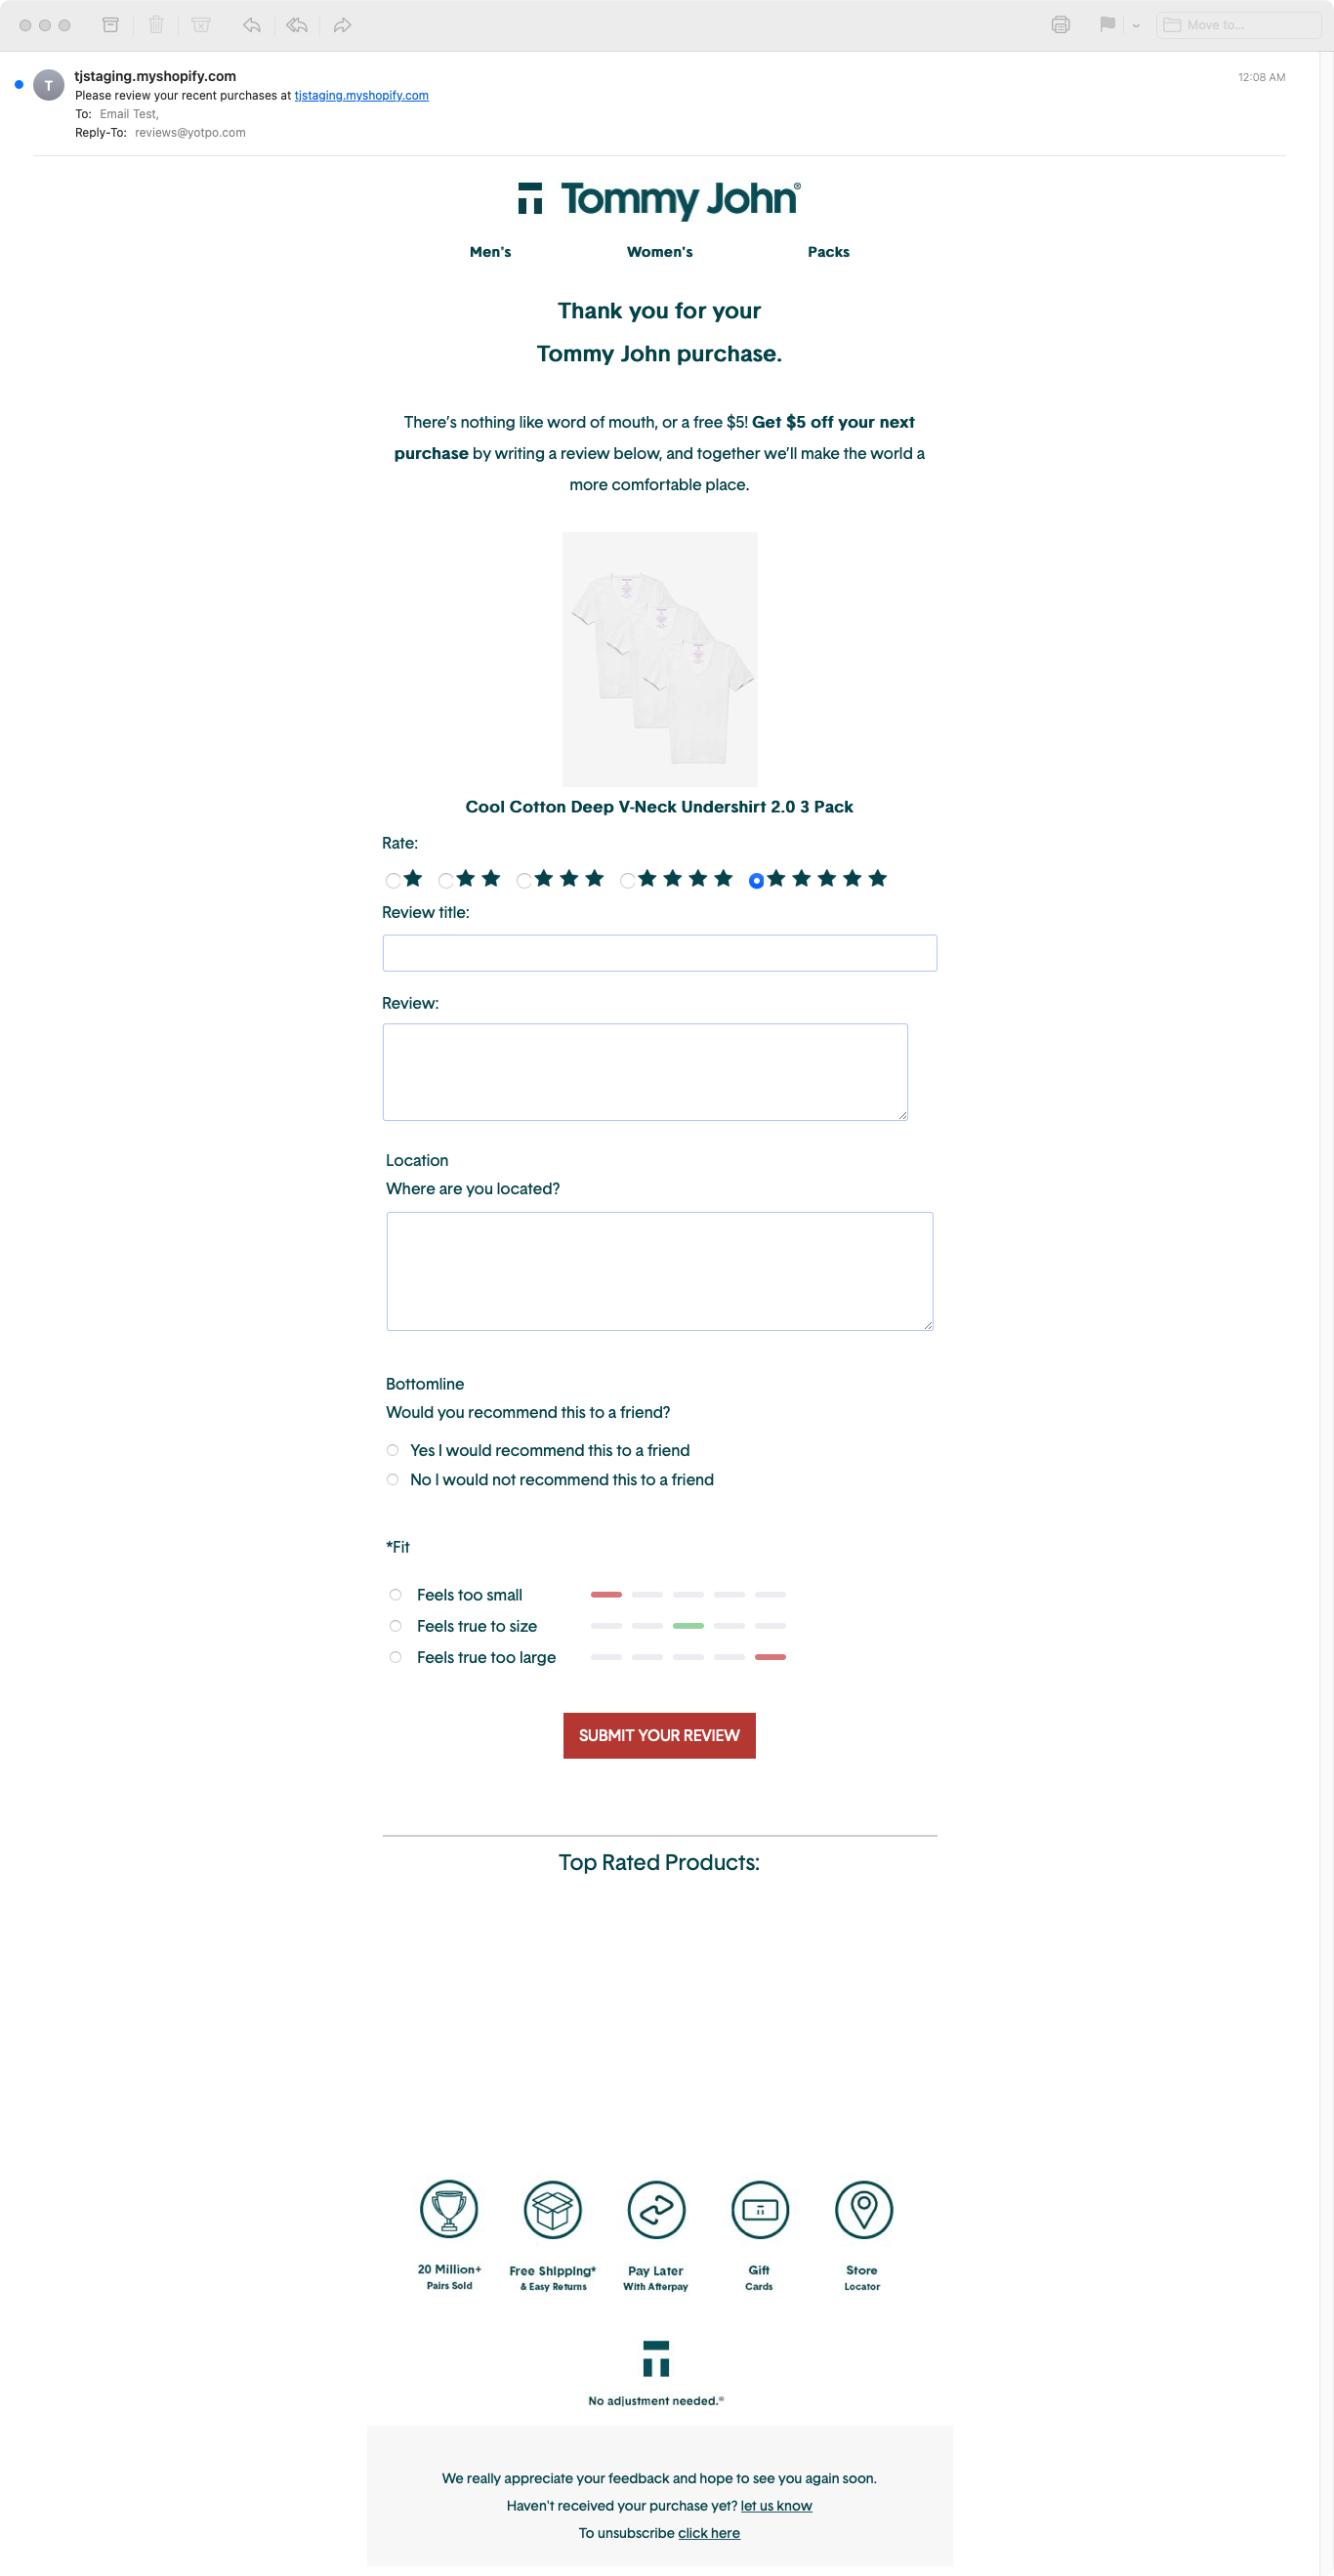 Move to...
T
tjstaging.myshopify.com
12:08 AM
Please review your recent purchases at tjstaging.myshopify.com
To: Email Test,
Reply-To: reviews@yotpo.com
Tommy John®
Men's Women's Packs
Thank you for your
Tommy John purchase.
There's nothing like word of mouth, or a free $5! Get $5 off your next
purchase by writing a review below, and together we'll make the world a
more comfortable place.
Cool Cotton Deep V-Neck Undershirt 2.0 3 Pack
Rate:
Review title:
Review:
Location
Where are you located?
Bottomline
Would you recommend this to a friend?
Yes I would recommend this to a friend
No I would not recommend this to a friend
*Fit
Feels too small
Feels true to size
Feels true too large
SUBMIT YOUR REVIEW
Top Rated Products:
20 Million+ Free Shipping* Pay Later Gift Store
Pairs Sold & Easy Returns With Afterpay Cards Locator
No adjustment needed.®
We really appreciate your feedback and hope to see you again soon.
Haven't received your purchase yet? let us know
To unsubscribe click here